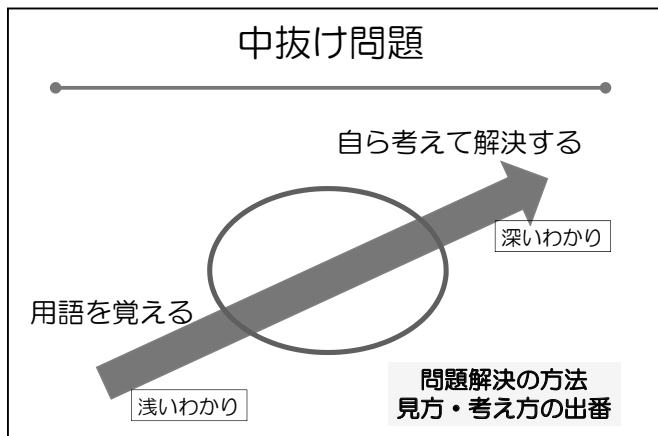 中抜け問題
自ら考えて解決する
深いわかり
用語を覚える
浅いわかり
問題解決の方法
見方・考え方の出番